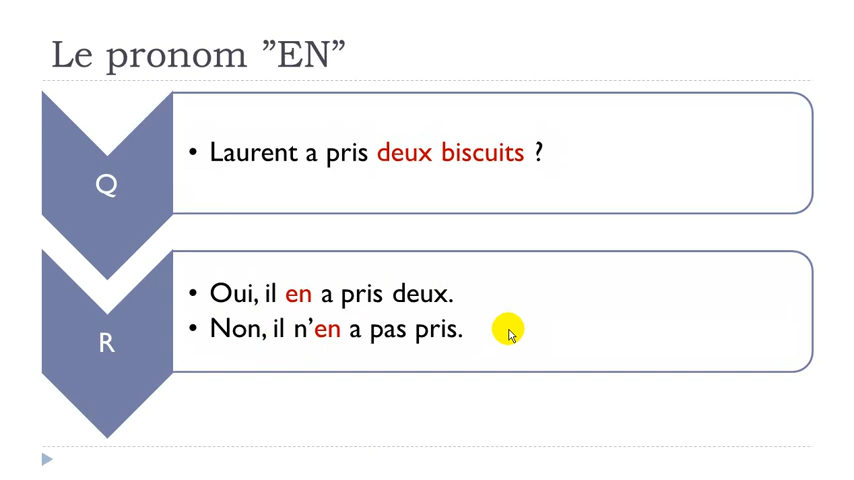 Le pronom ”EN”
Q
• Laurent a pris deux biscuits ?
R
• Oui, il en a pris deux.
• Non, il n’en a pas pris.